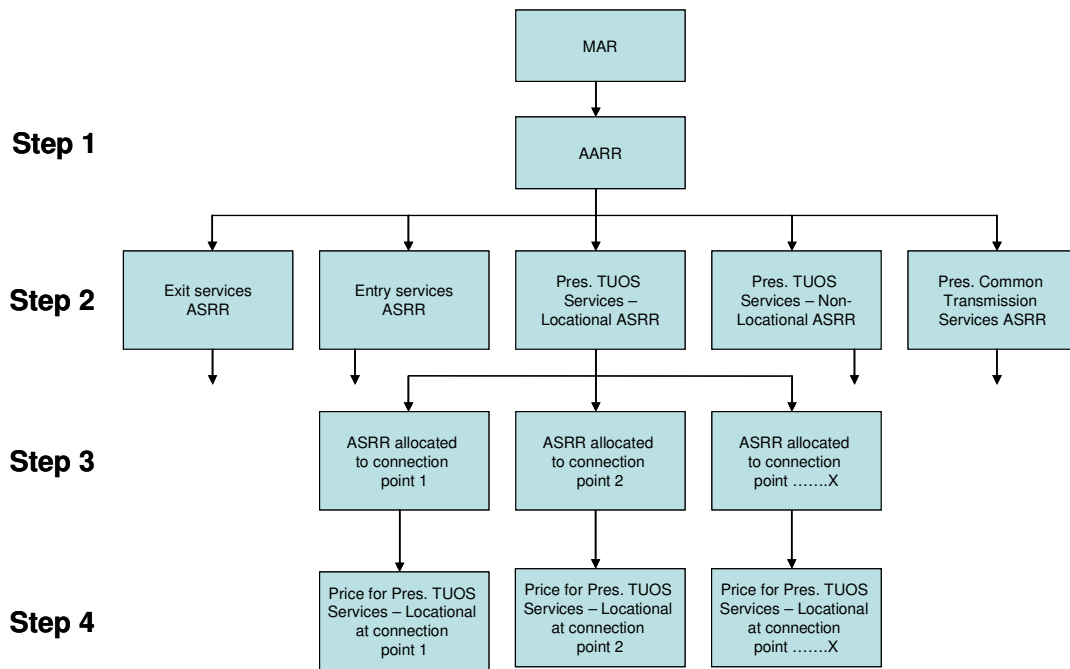 MAR
Step 1
AARR
Step 2
Exit services
ASRR
Entry services
ASRR
Pres. TUOS
Services –
Locational ASRR
Pres. TUOS
Services – Non-
Locational ASRR
Pres. Common
Transmission
Services ASRR
Step 3
ASRR allocated
to connection
point 1
ASRR allocated
to connection
point 2
ASRR allocated
to connection
point …….X
Step 4
Price for Pres. TUOS
Services – Locational
at connection
point 1
Price for Pres. TUOS
Services – Locational
at connection
point 2
Price for Pres. TUOS
Services – Locational
at connection
point …….X